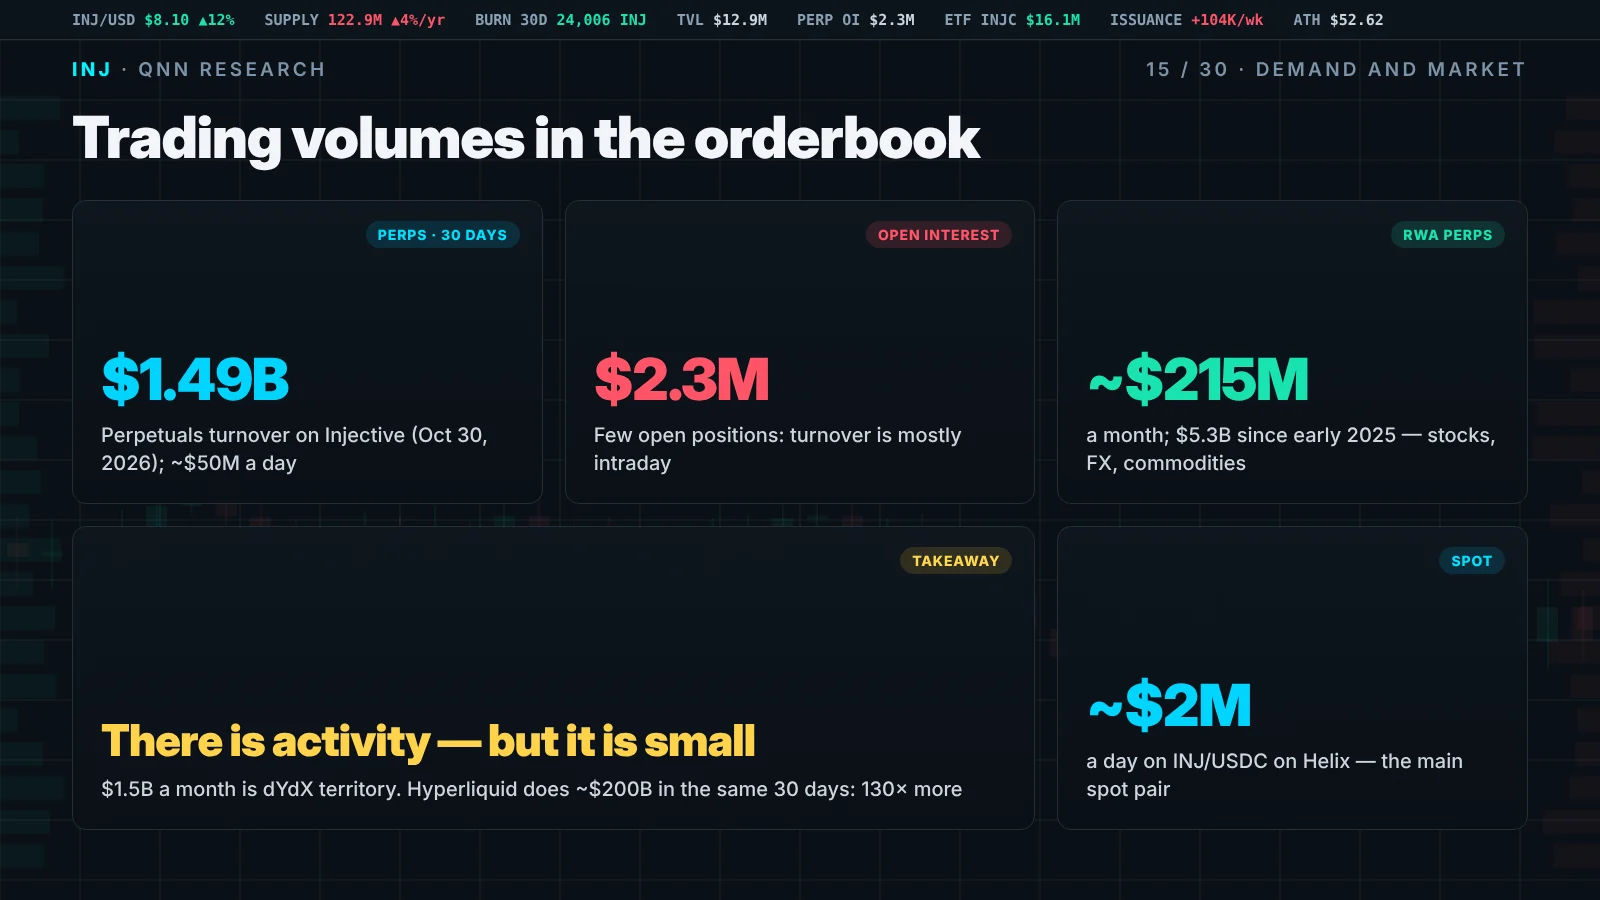 INJ/USD $8.10 ▲12% SUPPLY 122.9M ▲4%/yr BURN 30D 24,006 INJ TVL $12.9M PERP OI $2.3M ETF INJC $16.1M ISSUANCE +104K/wk ATH $52.62
INJ · QNN RESEARCH
15 / 30 · DEMAND AND MARKET
Trading volumes in the orderbook
PERPS · 30 DAYS
$1.49B
Perpetuals turnover on Injective (Oct 30,
2026); ~$50M a day
OPEN INTEREST
$2.3M
Few open positions: turnover is mostly
intraday
RWA PERPS
~$215M
a month; $5.3B since early 2025 — stocks,
FX, commodities
TAKEAWAY
There is activity — but it is small
$1.5B a month is dYdX territory. Hyperliquid does ~$200B in the same 30 days: 130× more
SPOT
~$2M
a day on INJ/USDC on Helix — the main
spot pair